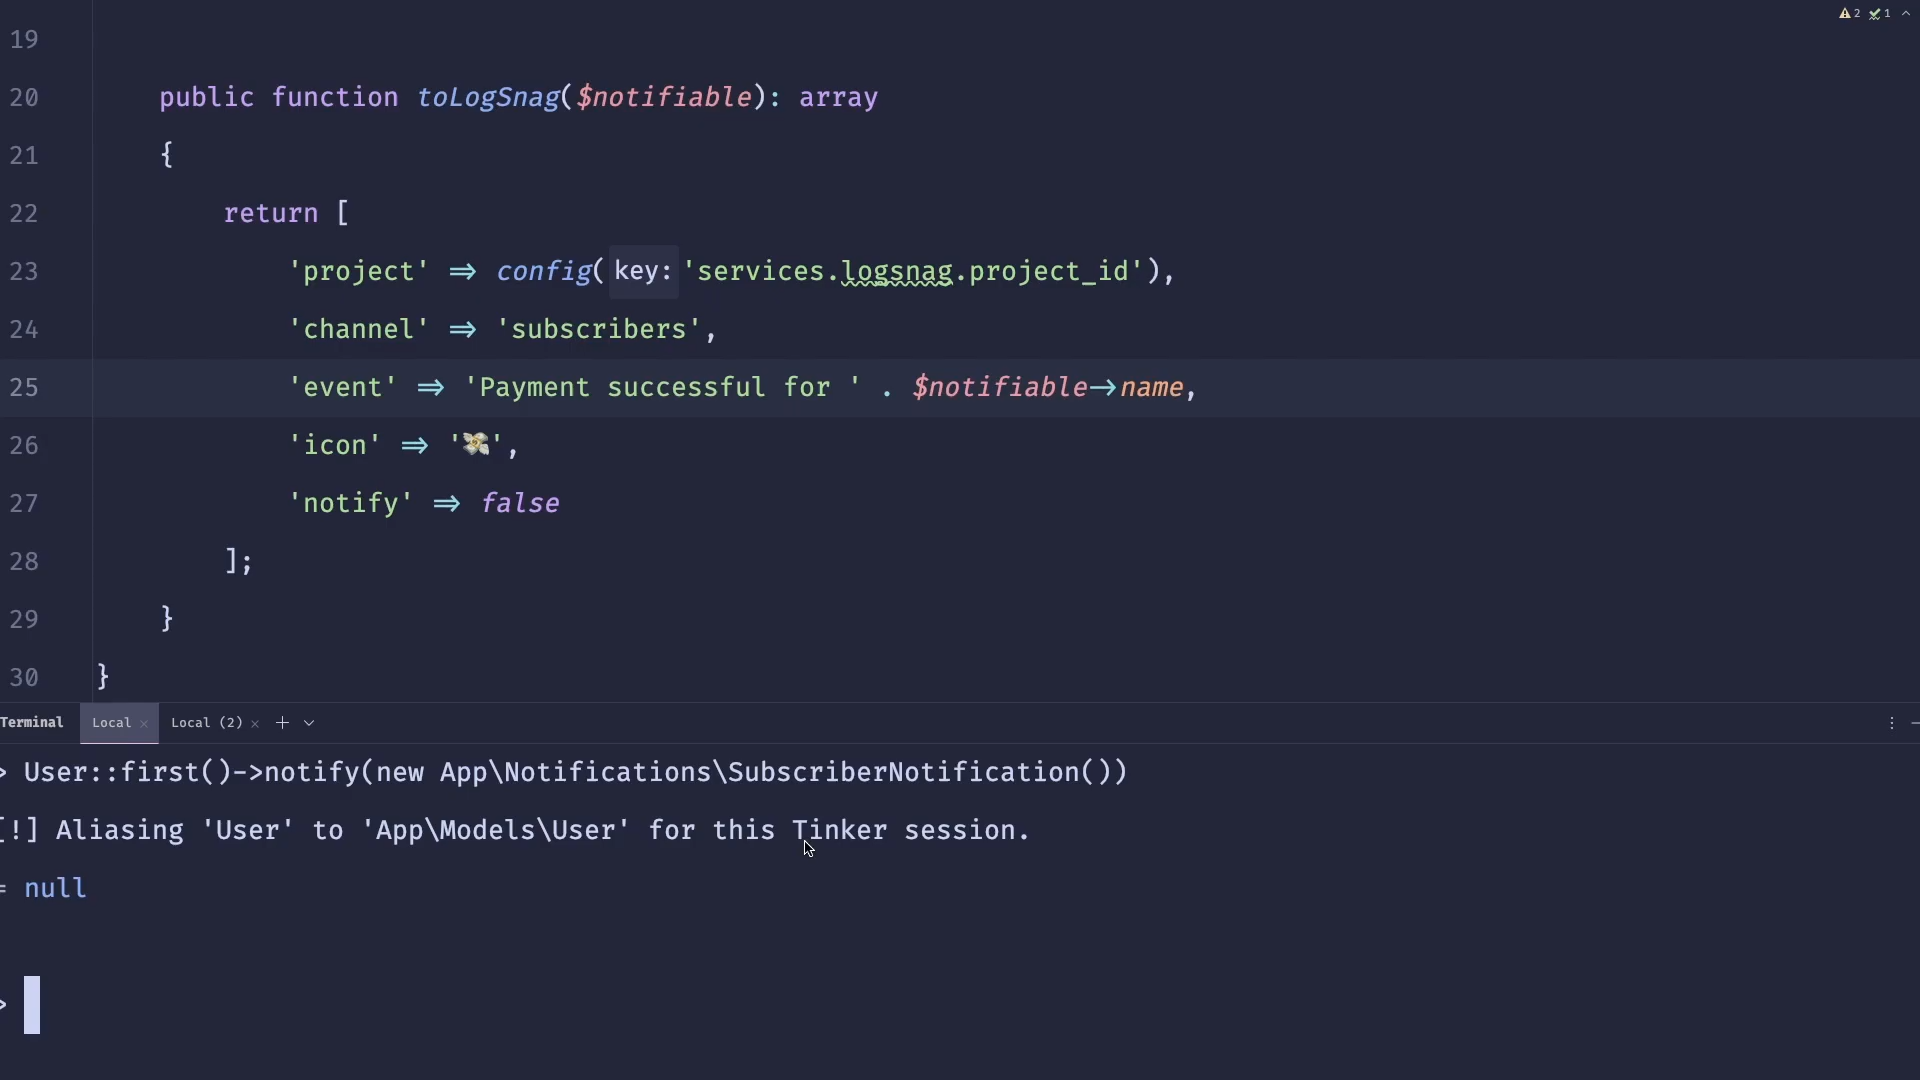 2 1
19
20 public function toLogSnag($notifiable): array
21 {
22 return [
23 'project' => config( key: 'services.logsnag.project_id'),
24 'channel' => 'subscribers',
25 'event' => 'Payment successful for ' . $notifiable->name,
26 'icon' => '💸',
27 'notify' => false
28 ];
29 }
30 }
Terminal Local × Local (2) × +
> User::first()->notify(new App\Notifications\SubscriberNotification())
[!] Aliasing 'User' to 'App\Models\User' for this Tinker session.
= null
>